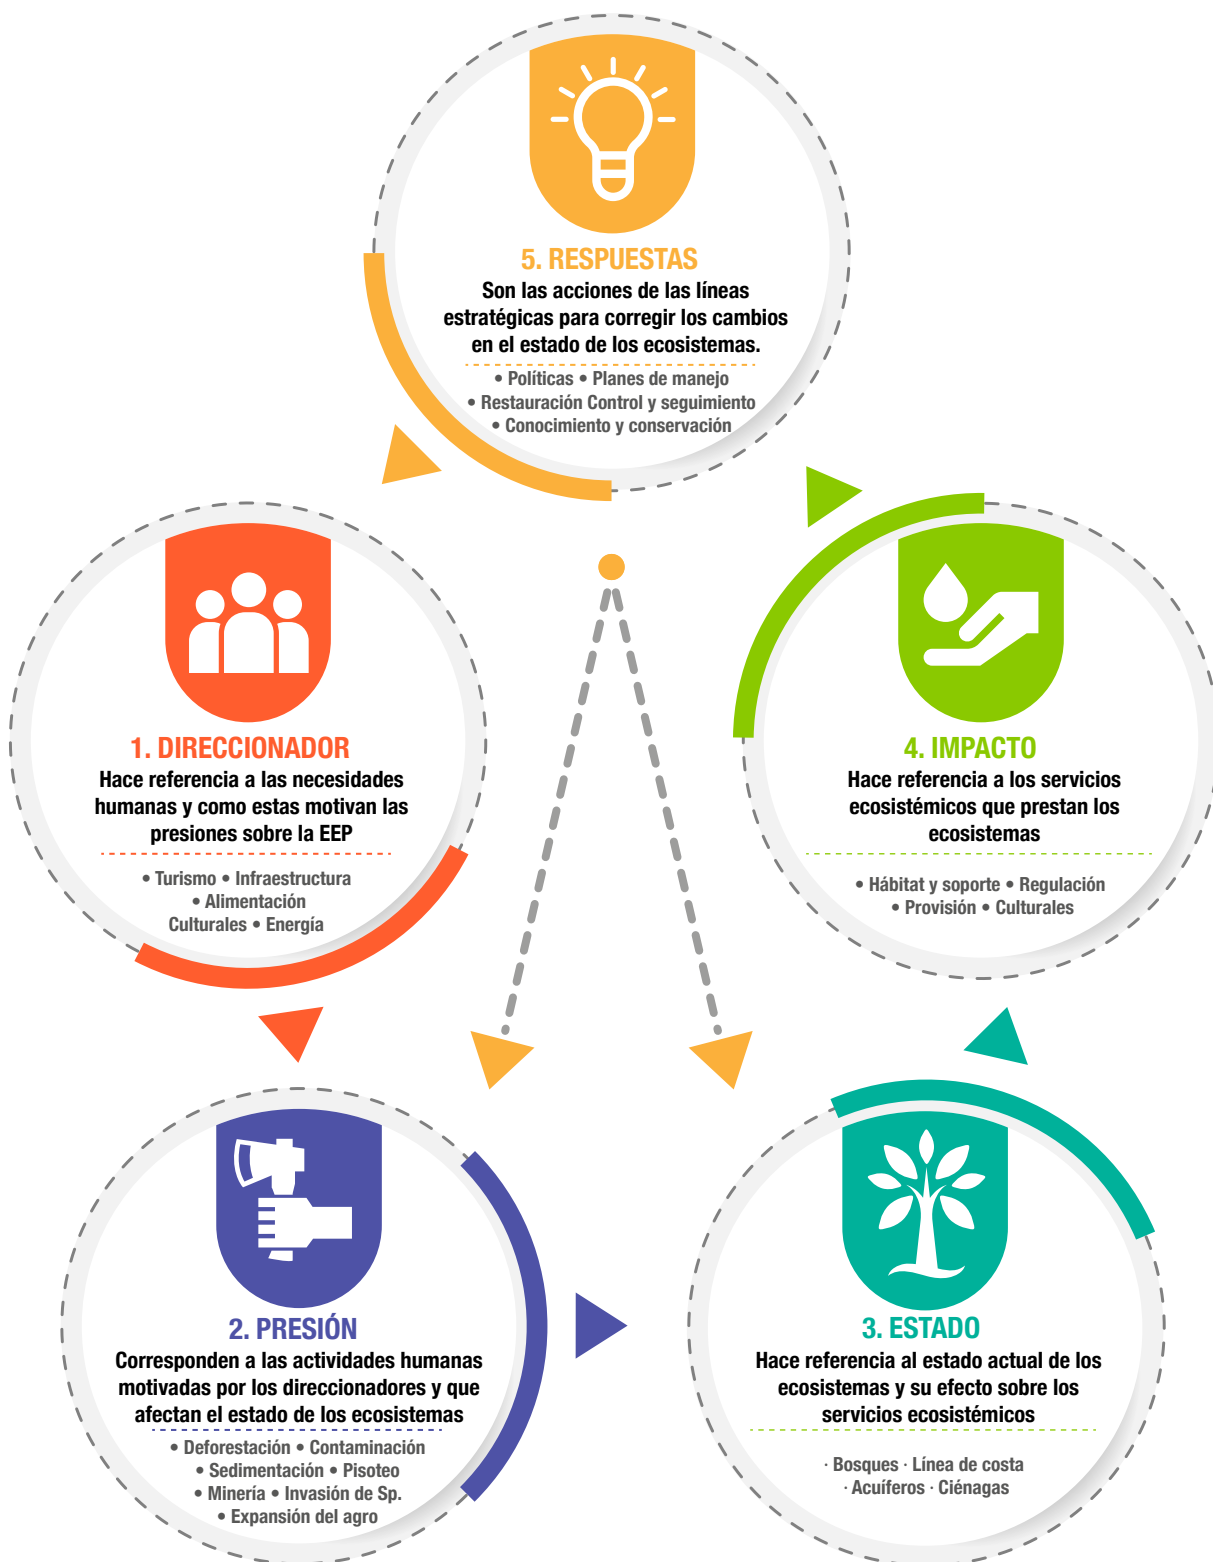 5. RESPUESTAS
Son las acciones de las líneas
estratégicas para corregir los cambios
en el estado de los ecosistemas.
• Políticas • Planes de manejo
• Restauración Control y seguimiento
• Conocimiento y conservación
1. DIRECCIONADOR
Hace referencia a las necesidades
humanas y como estas motivan las
presiones sobre la EEP
• Turismo • Infraestructura
• Alimentación
Culturales • Energía
4. IMPACTO
Hace referencia a los servicios
ecosistémicos que prestan los
ecosistemas
• Hábitat y soporte • Regulación
• Provisión • Culturales
2. PRESIÓN
Corresponden a las actividades humanas
motivadas por los direccionadores y que
afectan el estado de los ecosistemas
• Deforestación • Contaminación
• Sedimentación • Pisoteo
• Minería • Invasión de Sp.
• Expansión del agro
3. ESTADO
Hace referencia al estado actual de los
ecosistemas y su efecto sobre los
servicios ecosistémicos
· Bosques · Línea de costa
· Acuíferos · Ciénagas